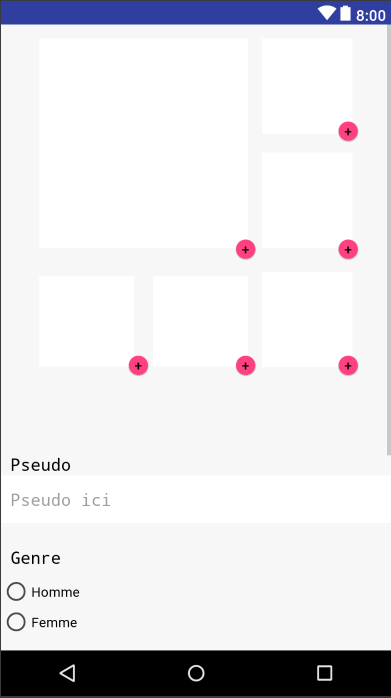 8:00
+
+
+
+
+
+
Pseudo
Pseudo ici
Genre
Homme
Femme